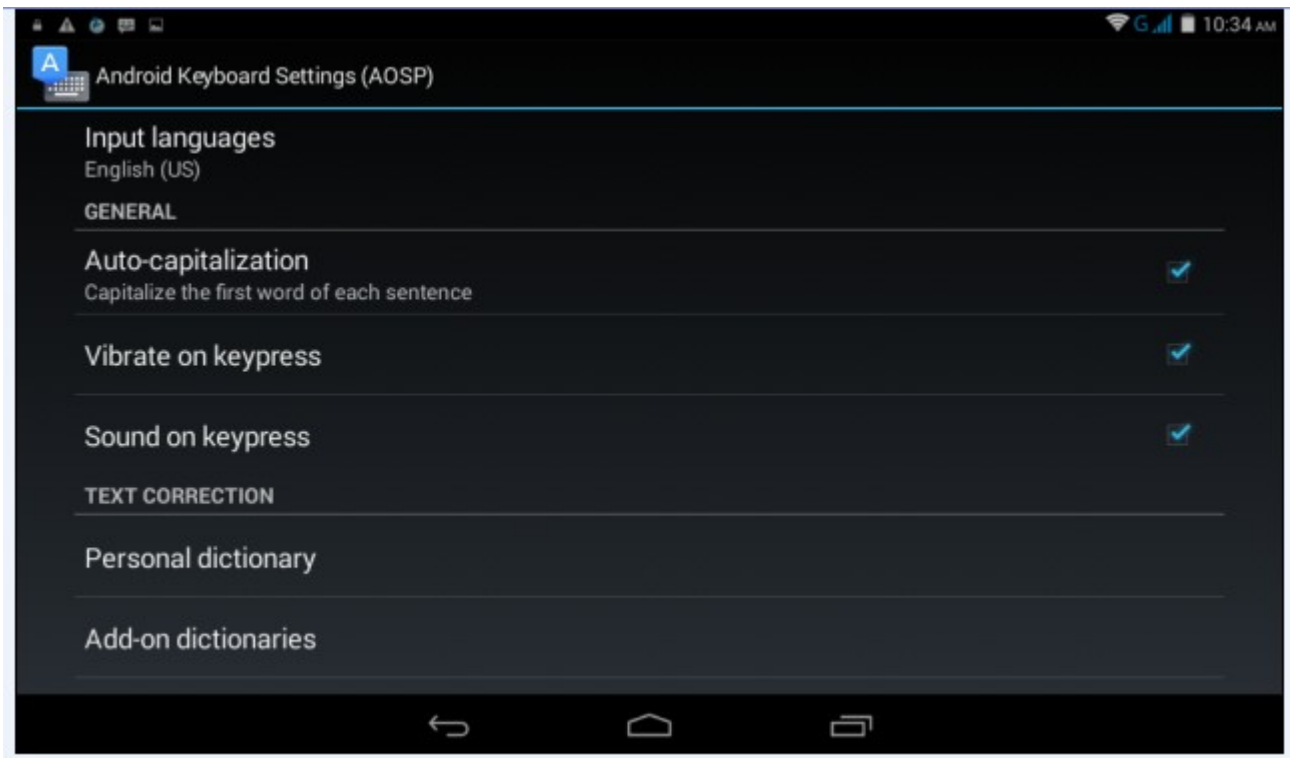 G 10:34 AM
Android Keyboard Settings (AOSP)
Input languages
English (US)
GENERAL
Auto-capitalization
Capitalize the first word of each sentence
Vibrate on keypress
Sound on keypress
TEXT CORRECTION
Personal dictionary
Add-on dictionaries